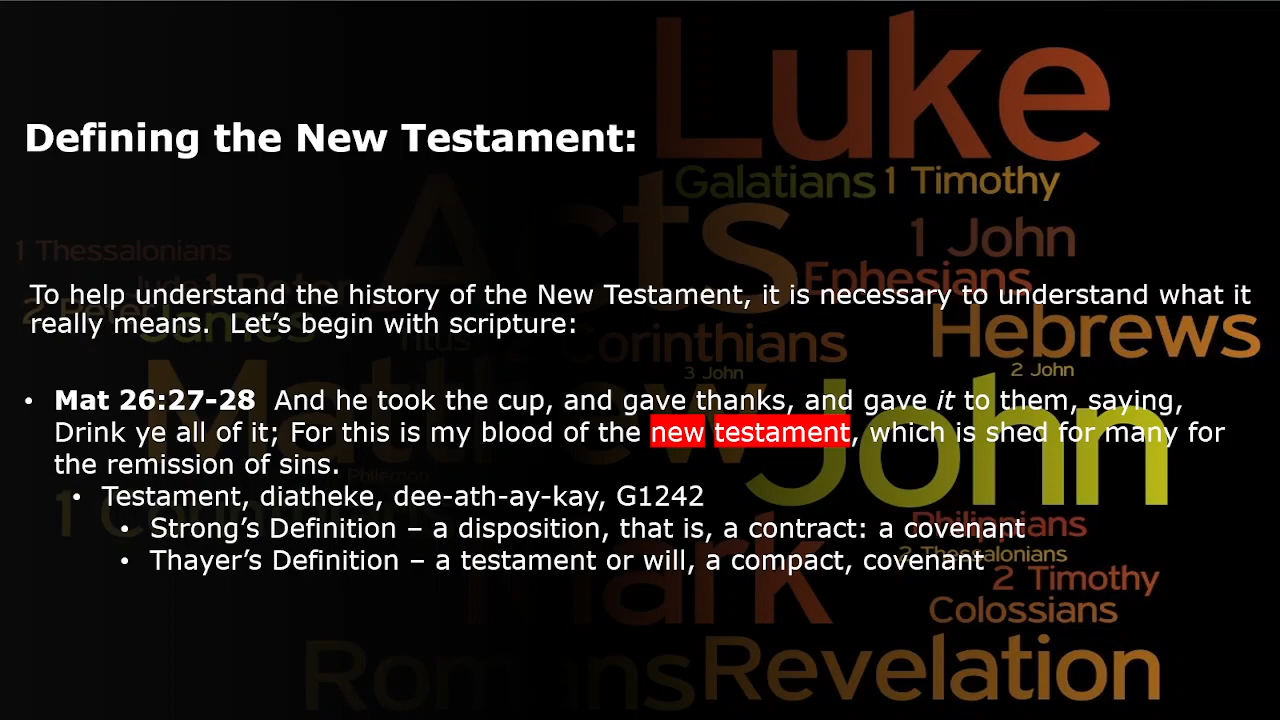 Luke
Defining the New Testament:
Galatians 1 Timothy
Acts
1 John
1 Thessalonians
Ephesians
To help understand the history of the New Testament, it is necessary to understand what it
really means.  Let’s begin with scripture:
2 Peter
James
Titus
Corinthians
Hebrews
3 John
2 John
Matthew
• Mat 26:27-28  And he took the cup, and gave thanks, and gave it to them, saying,
Drink ye all of it; For this is my blood of the new testament, which is shed for many for
the remission of sins.
John
Philemon
• Testament, diatheke, dee-ath-ay-kay, G1242
• Strong’s Definition – a disposition, that is, a contract: a covenant
Philippians
2 Thessalonians
• Thayer’s Definition – a testament or will, a compact, covenant
Mark
2 Timothy
Colossians
Romans
Revelation